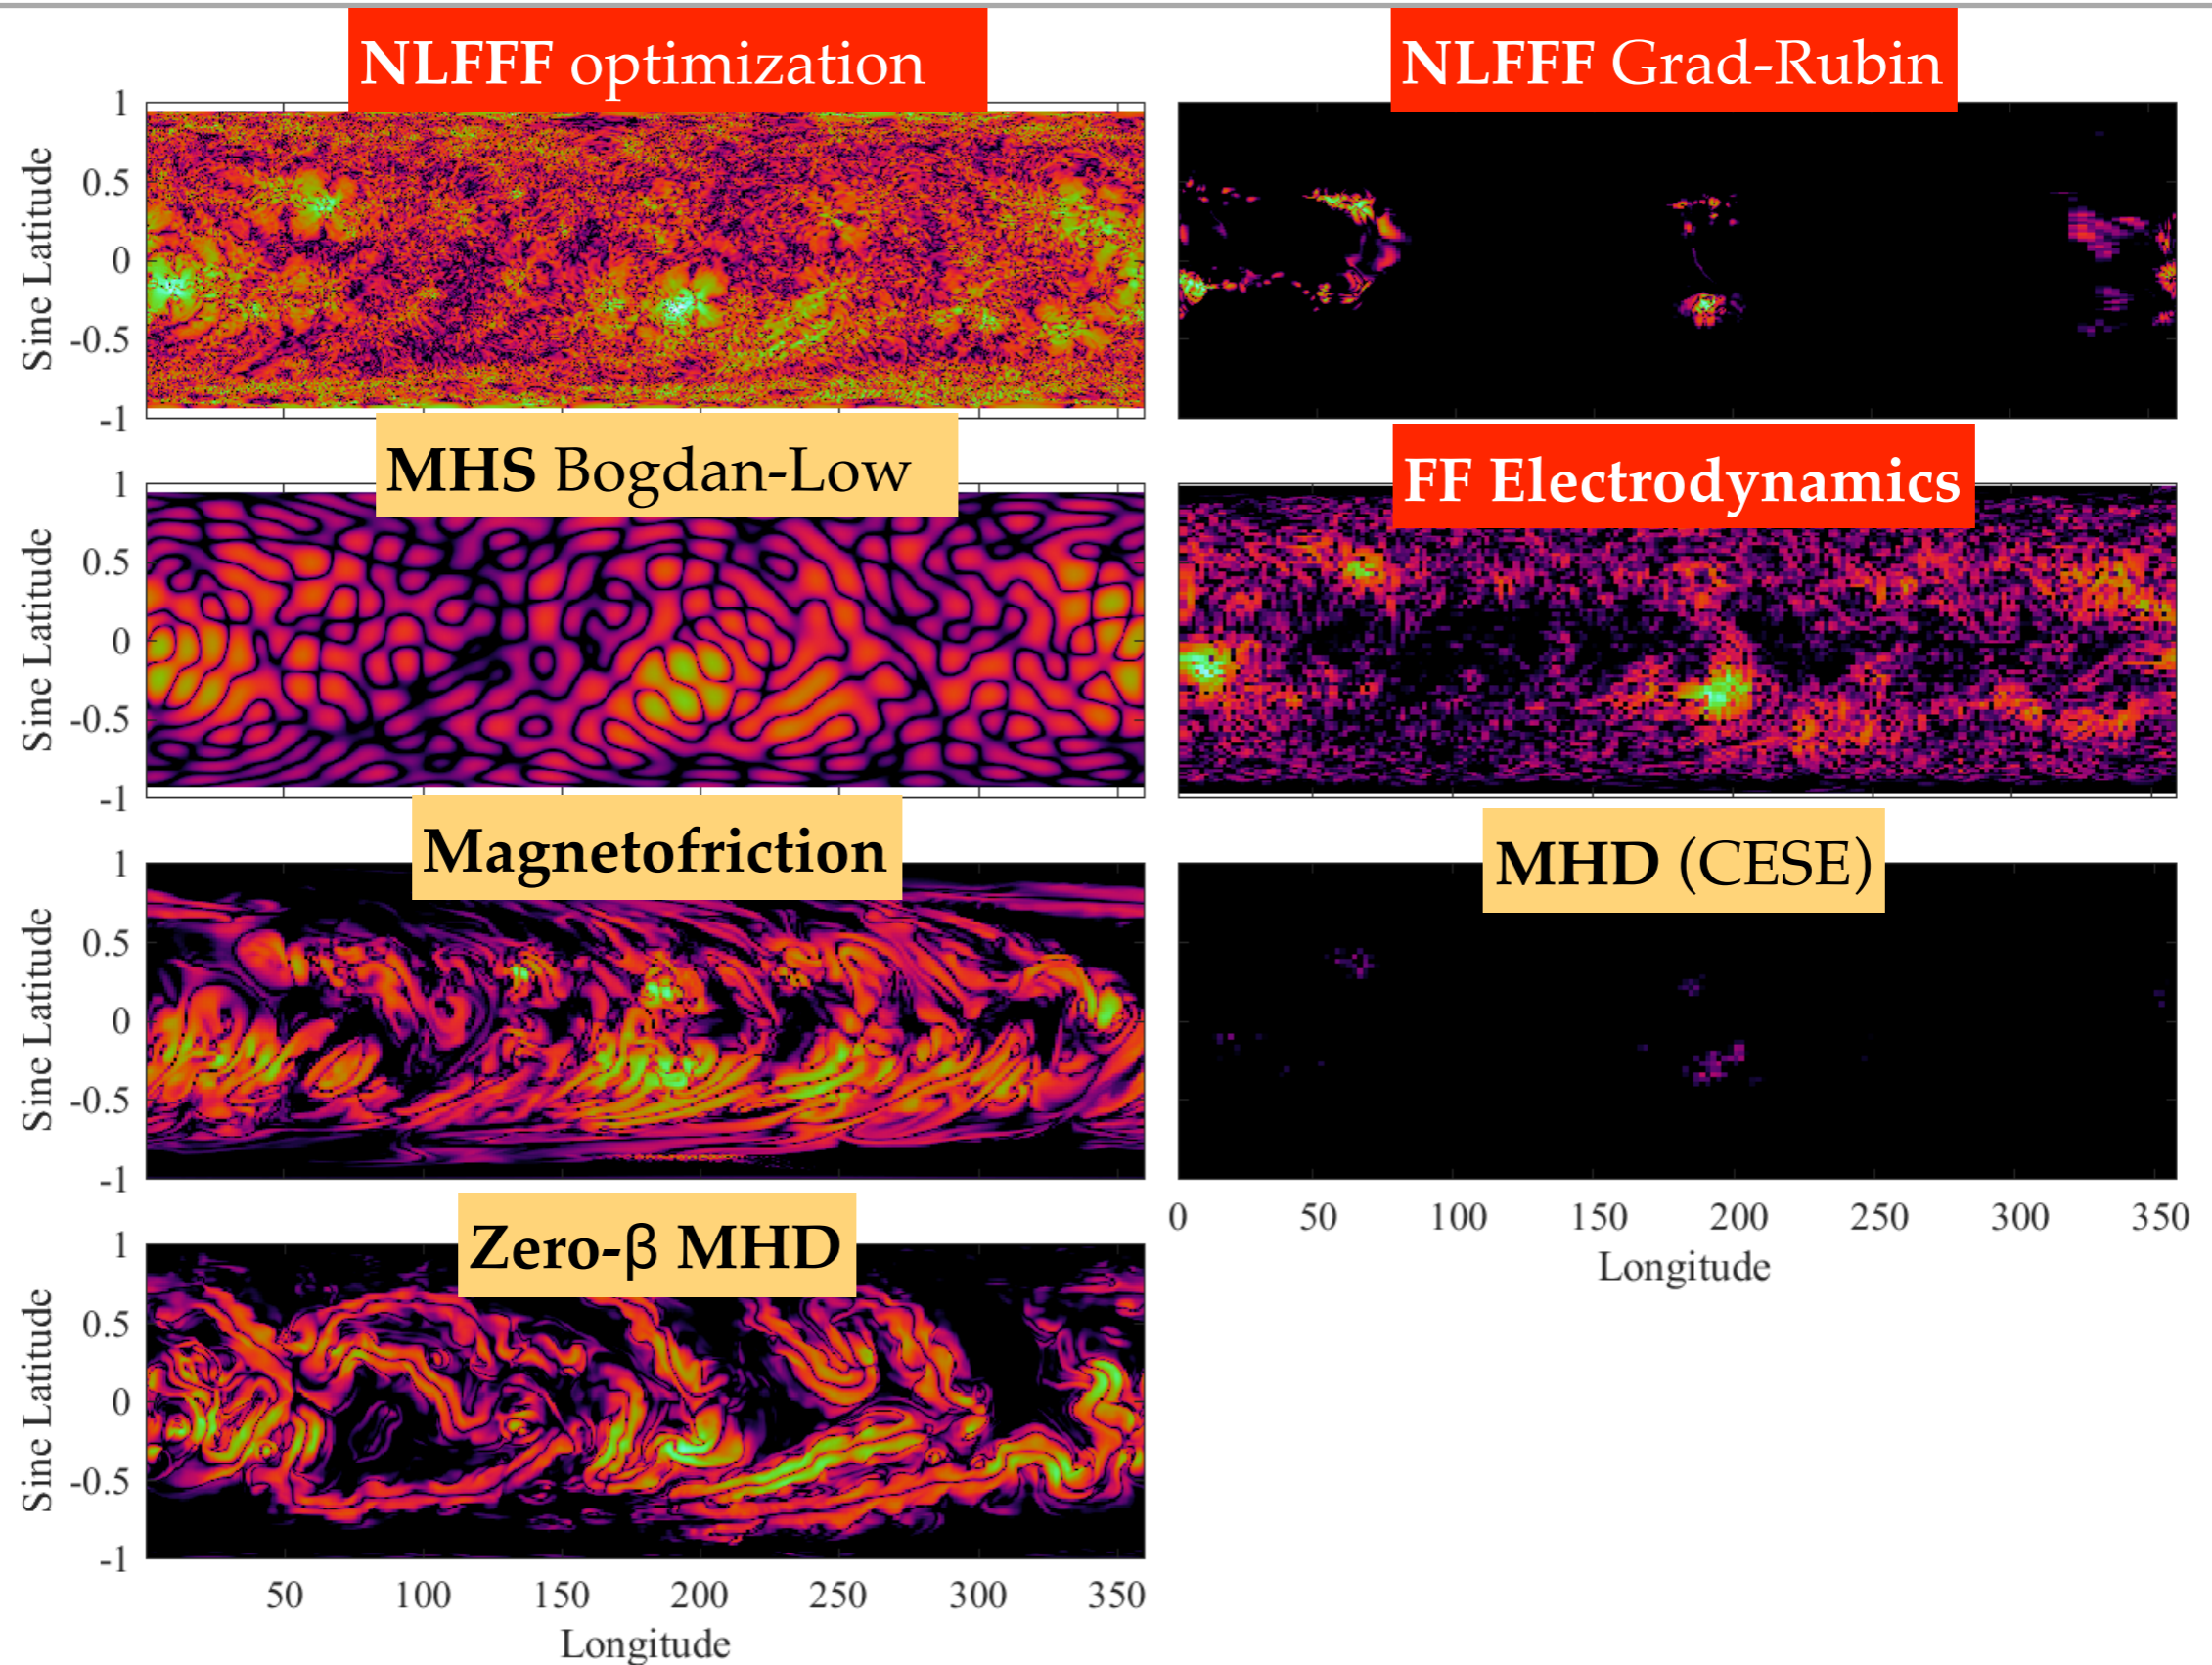 NLFFF optimization
NLFFF Grad-Rubin
1
0.5
0
-0.5
-1
Sine Latitude
MHS Bogdan-Low
FF Electrodynamics
1
0.5
0
-0.5
-1
Sine Latitude
Magnetofriction
MHD (CESE)
1
0.5
0
-0.5
-1
Sine Latitude
0 50 100 150 200 250 300 350
Longitude
Zero-β MHD
1
0.5
0
-0.5
-1
Sine Latitude
50 100 150 200 250 300 350
Longitude